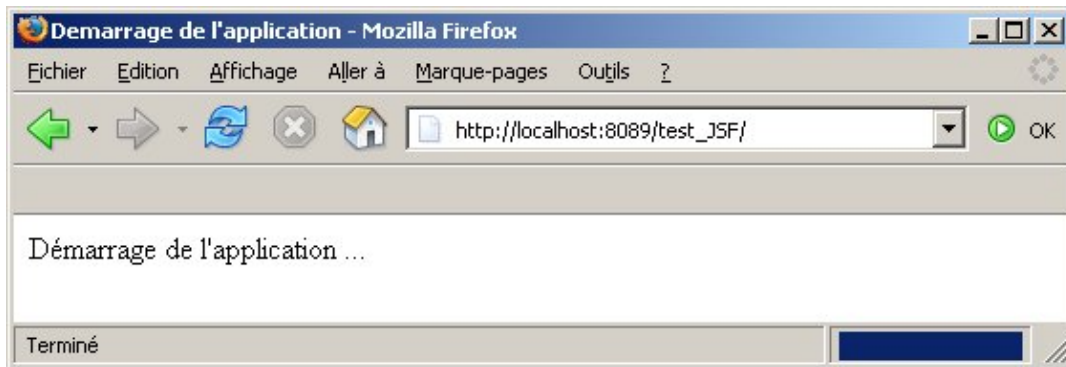 Demarrage de l'application - Mozilla Firefox
Fichier Edition Affichage Aller à Marque-pages Outils ?
http://localhost:8089/test_JSF/ OK
Démarrage de l'application ...
Terminé